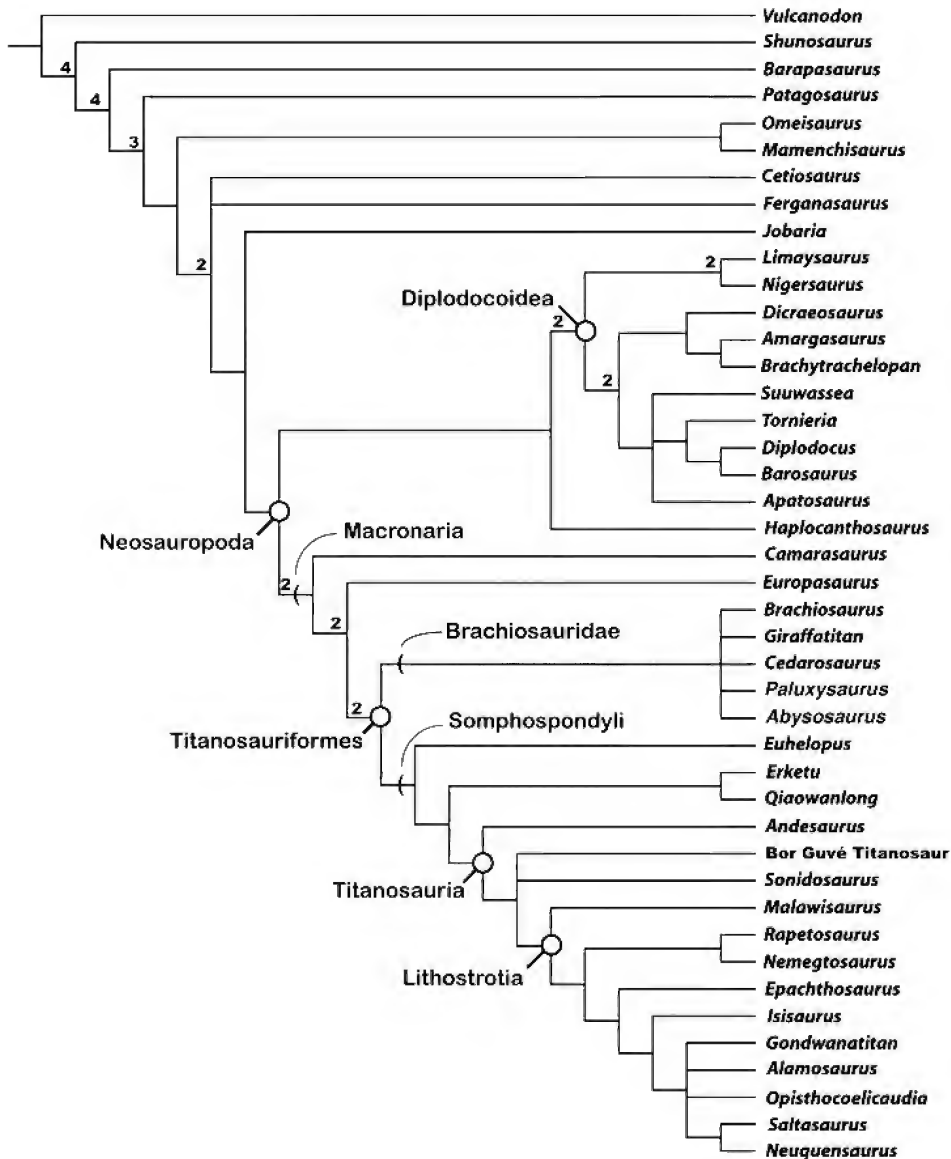 Vulcanodon
Shunosaurus
4
Barapasaurus
4
Patagosaurus
3
Omeisaurus
Mamenchisaurus
Cetiosaurus
Ferganasaurus
Jobaria
2
Limaysaurus
2
Nigersaurus
Diplodocoidea
2
Dicraeosaurus
Amargasaurus
Brachytrachelopan
2
Suuwassea
Tornieria
Diplodocus
Barosaurus
Apatosaurus
Haplocanthosaurus
Neosauropoda
Macronaria
2
Camarasaurus
Europasaurus
2
Brachiosauridae
Brachiosaurus
Giraffatitan
Cedarosaurus
Paluxysaurus
Abysosaurus
2
Titanosauriformes
Somphospondyli
Euhelopus
Erketu
Qiaowanlong
Andesaurus
Bor Guvé Titanosaur
Titanosauria
Sonidosaurus
Malawisaurus
Rapetosaurus
Nemegtosaurus
Lithostrotia
Epachthosaurus
Isisaurus
Gondwanatitan
Alamosaurus
Opisthocoelicaudia
Saltasaurus
Neuquensaurus